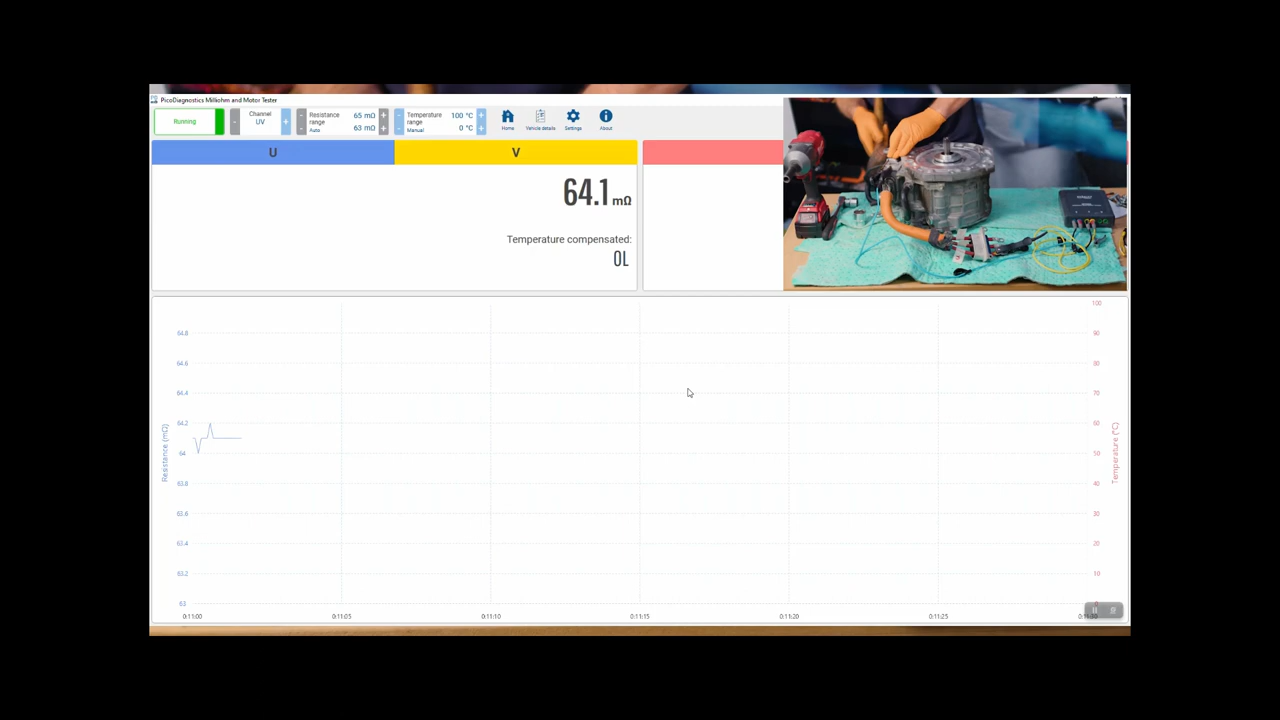 PicoDiagnostics Milliohm and Motor Tester
Running
Channel
UV
Resistance range
Auto
65 mΩ
63 mΩ
Temperature range
Manual
100 °C
0 °C
Home
Vehicle details
Settings
About
U
V
64.1 mΩ
Temperature compensated:
OL
Resistance (mΩ)
64.8
64.6
64.4
64.2
64
63.8
63.6
63.4
63.2
63
0:11:00
0:11:05
0:11:10
0:11:15
0:11:20
0:11:25
100
90
80
70
60
50
40
30
20
10
Temperature (°C)